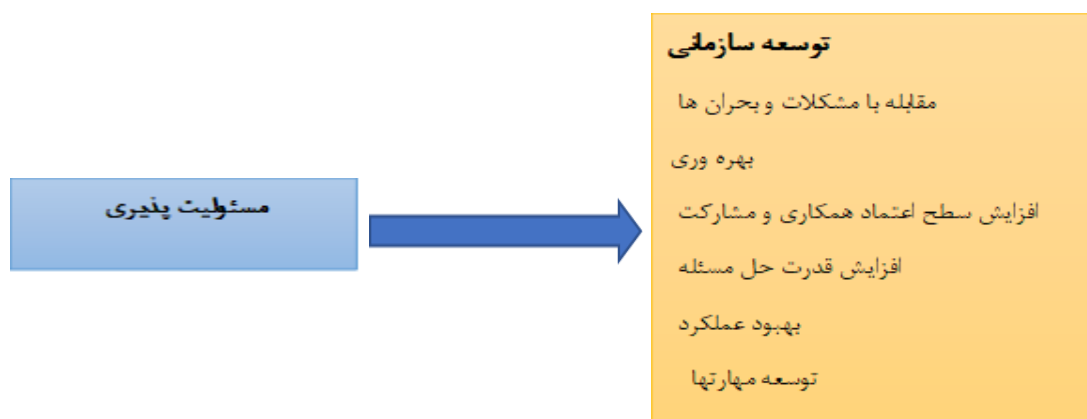 توسعه سازمانی
مقابله با مشکلات و بحران ها
بهره وری
افزایش سطح اعتماد همکاری و مشارکت
افزایش قدرت حل مسئله
بهبود عملکرد
توسعه مهارتها
مسئولیت پذیری